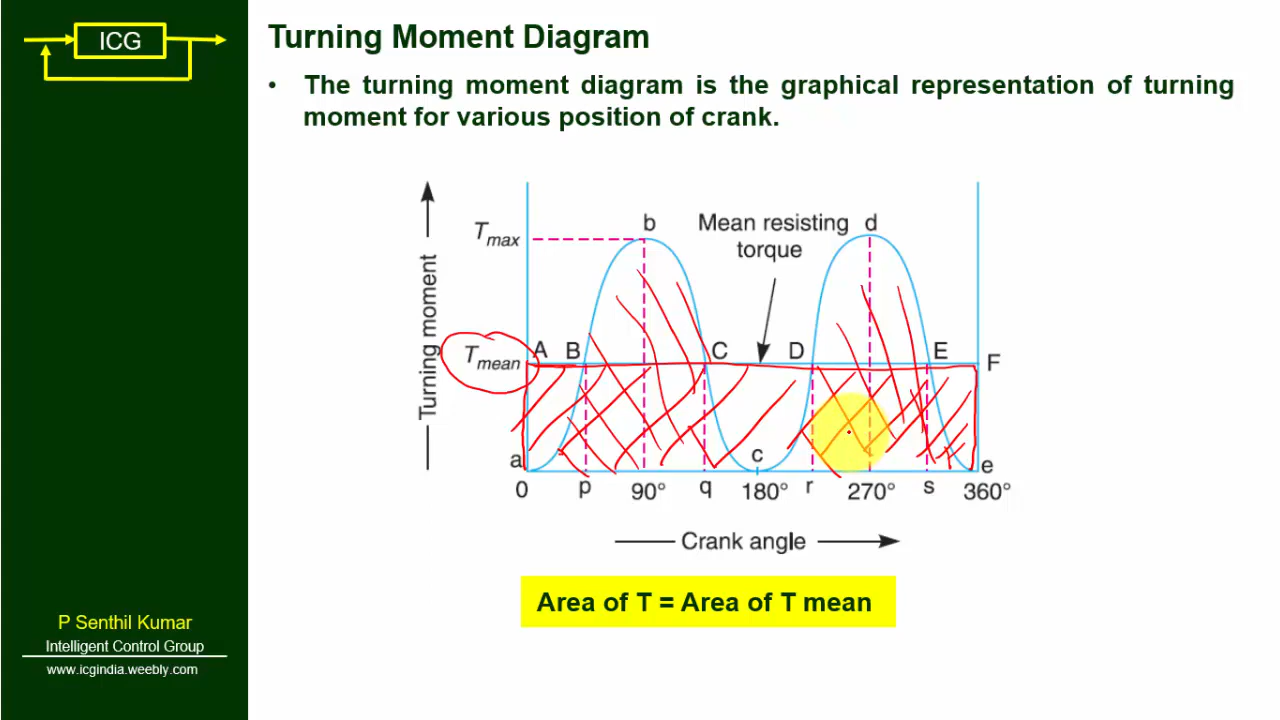 ICG
Turning Moment Diagram
• The turning moment diagram is the graphical representation of turning
moment for various position of crank.
Turning moment
Tmax
b
Mean resisting
torque
d
Tmean
A
B
C
D
E
F
a
c
e
0
p
90°
q
180°
r
270°
s
360°
Crank angle
Area of T = Area of T mean
P Senthil Kumar
Intelligent Control Group
www.icgindia.weebly.com